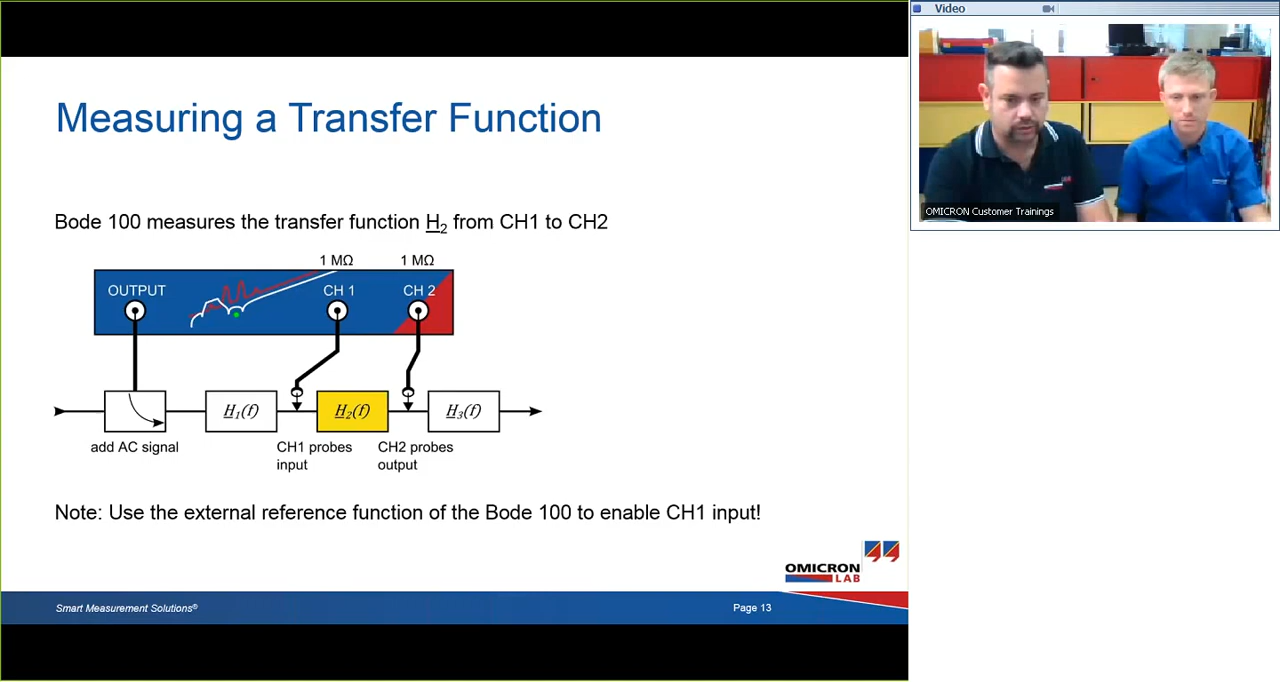 Video
Measuring a Transfer Function
OMICRON Customer Trainings
Bode 100 measures the transfer function H2 from CH1 to CH2
1 MΩ 1 MΩ
OUTPUT CH 1 CH 2
H1(f) H2(f) H3(f)
add AC signal
CH1 probes
input
CH2 probes
output
Note: Use the external reference function of the Bode 100 to enable CH1 input!
OMICRON
LAB
Smart Measurement Solutions®
Page 13